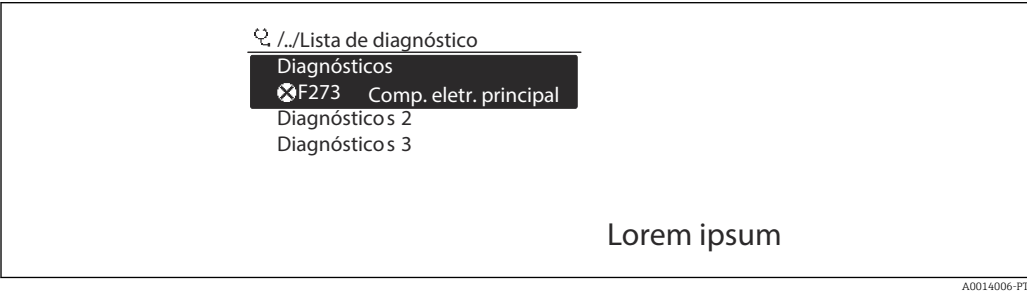 /../Lista de diagnóstico
Diagnósticos
F273 Comp. eletr. principal
Diagnósticos 2
Diagnósticos 3
Lorem ipsum
A0014006-PT